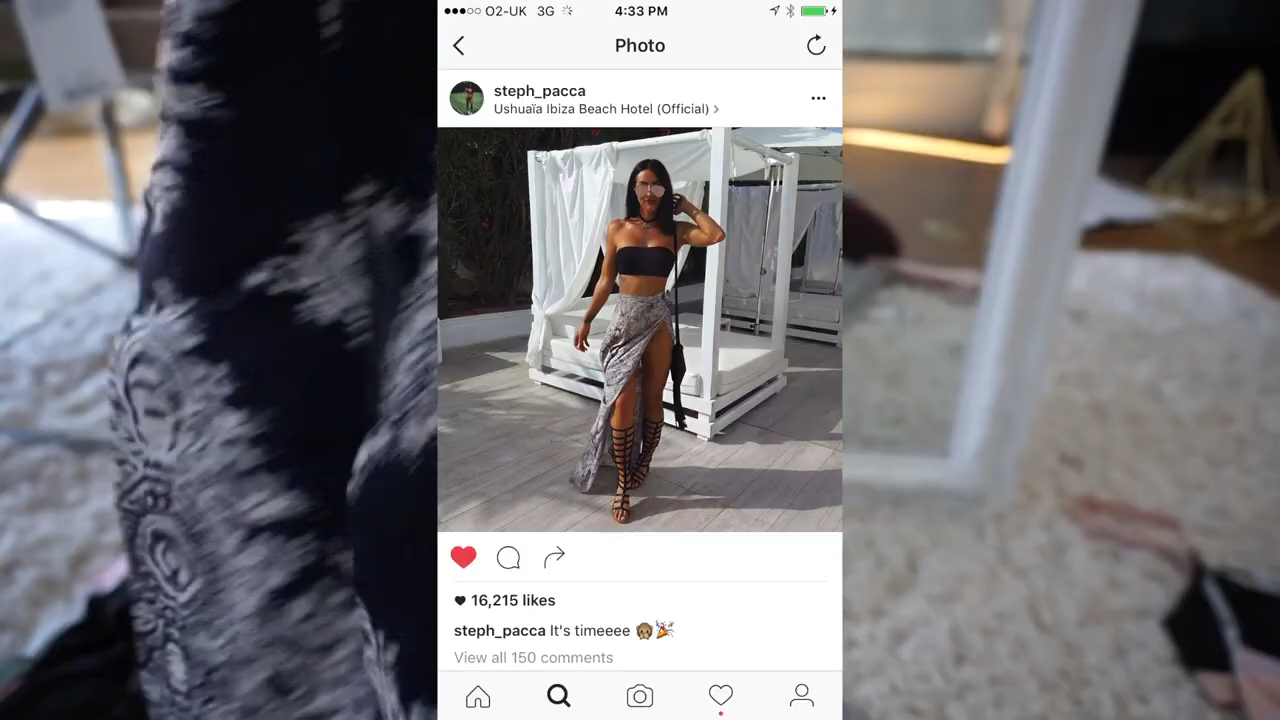 O2-UK 3G 4:33 PM
Photo
steph_pacca
Ushuaïa Ibiza Beach Hotel (Official) >
16,215 likes
steph_pacca It's timeeee 🙊🎉
View all 150 comments